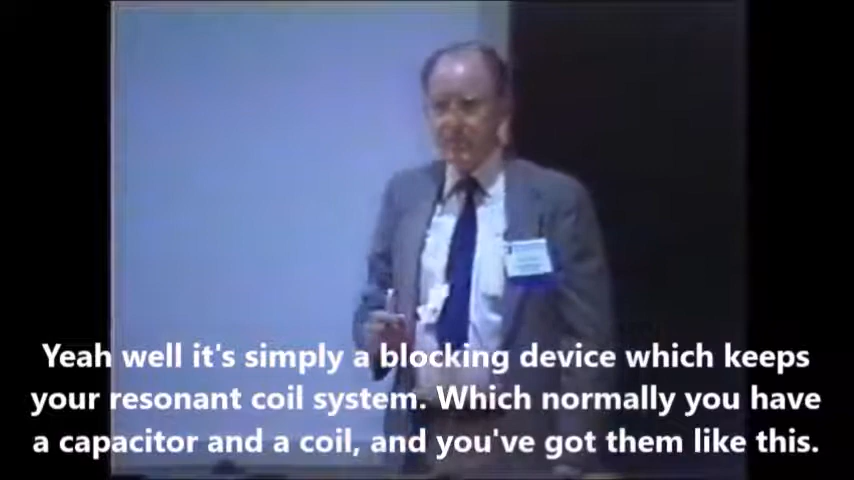 Yeah well it's simply a blocking device which keeps
your resonant coil system. Which normally you have
a capacitor and a coil, and you've got them like this.